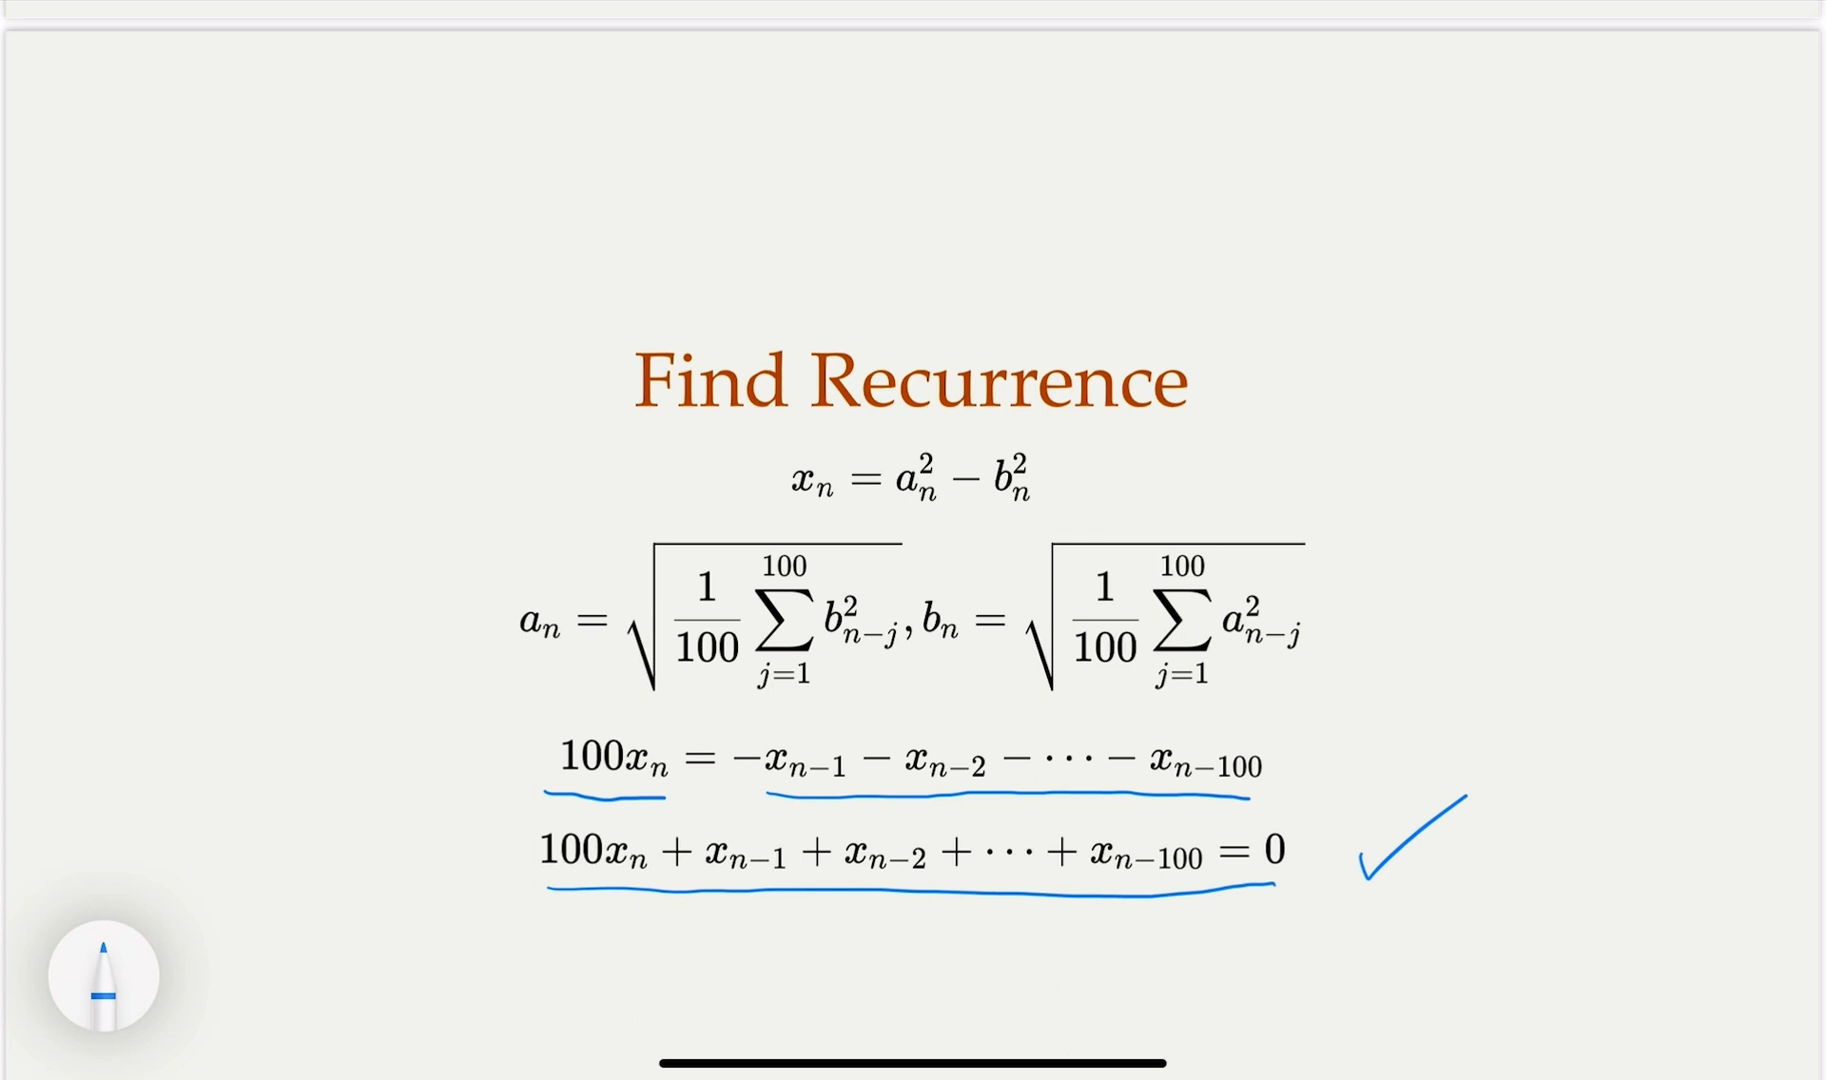 Find Recurrence
$x_n = a_n^2 - b_n^2$
$a_n = \sqrt{\frac{1}{100} \sum_{j=1}^{100} b_{n-j}^2}, b_n = \sqrt{\frac{1}{100} \sum_{j=1}^{100} a_{n-j}^2}$
$100x_n = -x_{n-1} - x_{n-2} - \cdots - x_{n-100}$
$100x_n + x_{n-1} + x_{n-2} + \cdots + x_{n-100} = 0$